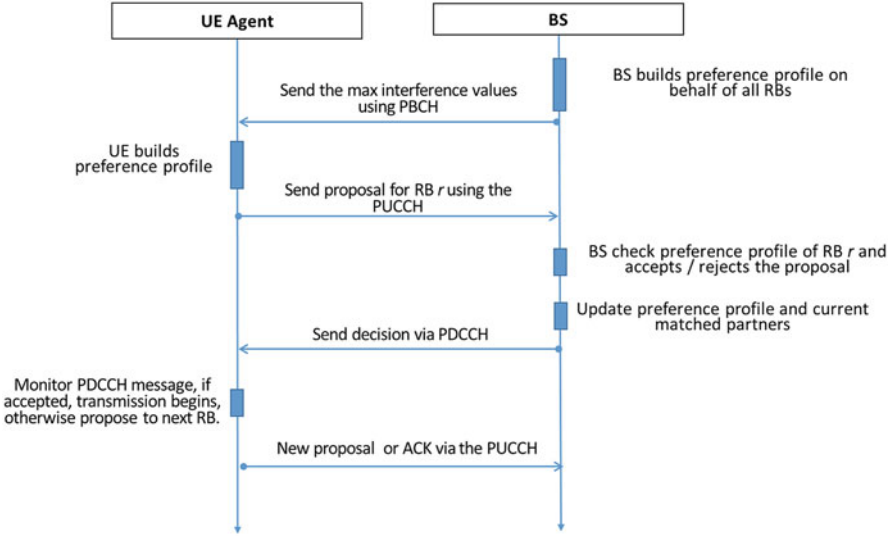 UE Agent
BS
BS builds preference profile on
behalf of all RBs
Send the max interference values
using PBCH
UE builds
preference profile
Send proposal for RB r using the
PUCCH
BS check preference profile of RB r and
accepts / rejects the proposal
Update preference profile and current
matched partners
Send decision via PDCCH
Monitor PDCCH message, if
accepted, transmission begins,
otherwise propose to next RB.
New proposal or ACK via the PUCCH